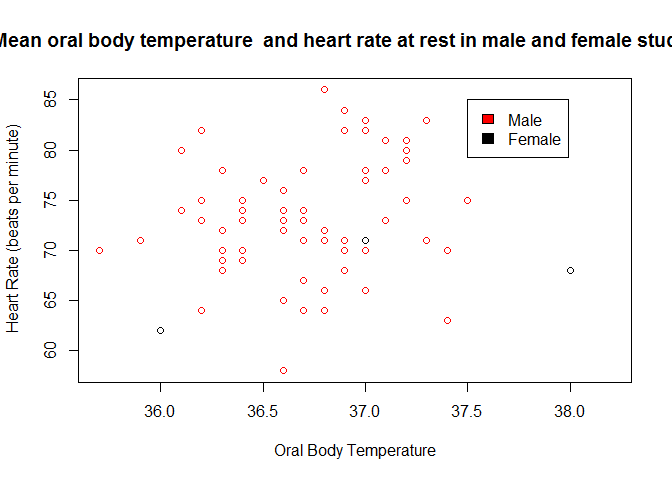 Mean oral body temperature  and heart rate at rest in male and female stud
Heart Rate (beats per minute)
85
80
75
70
65
60
Male
Female
36.0 36.5 37.0 37.5 38.0
Oral Body Temperature